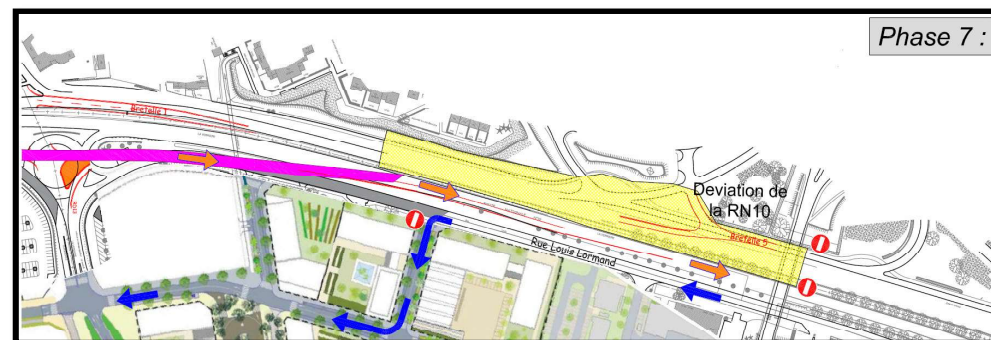 Phase 7 :
Bretelle 1
Deviation de
la RN10
Bretelle 5
Rue Louis Lormand